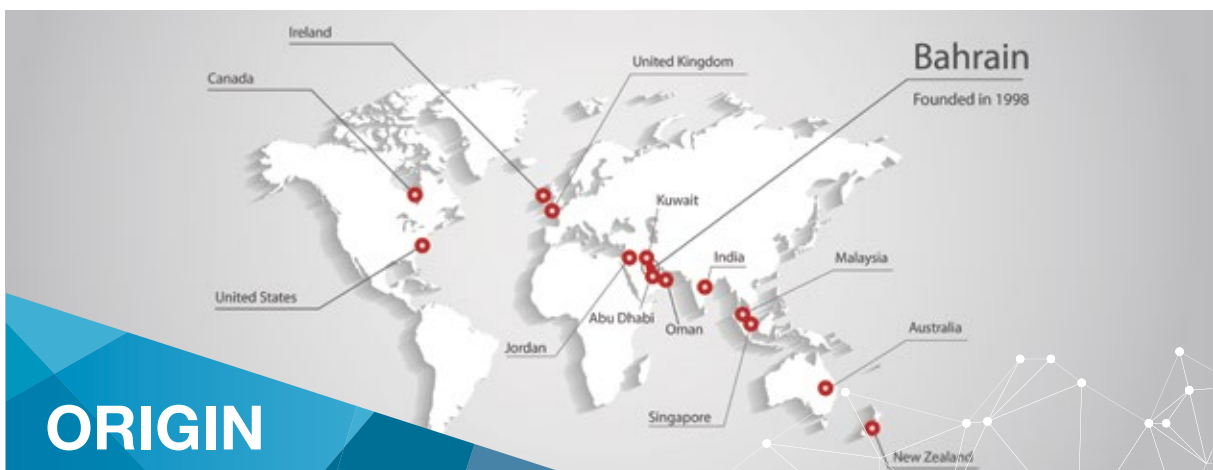 Ireland
Canada
United Kingdom
Bahrain
Founded in 1998
Kuwait
India
Malaysia
United States
Abu Dhabi
Oman
Jordan
Australia
Singapore
New Zealand
ORIGIN